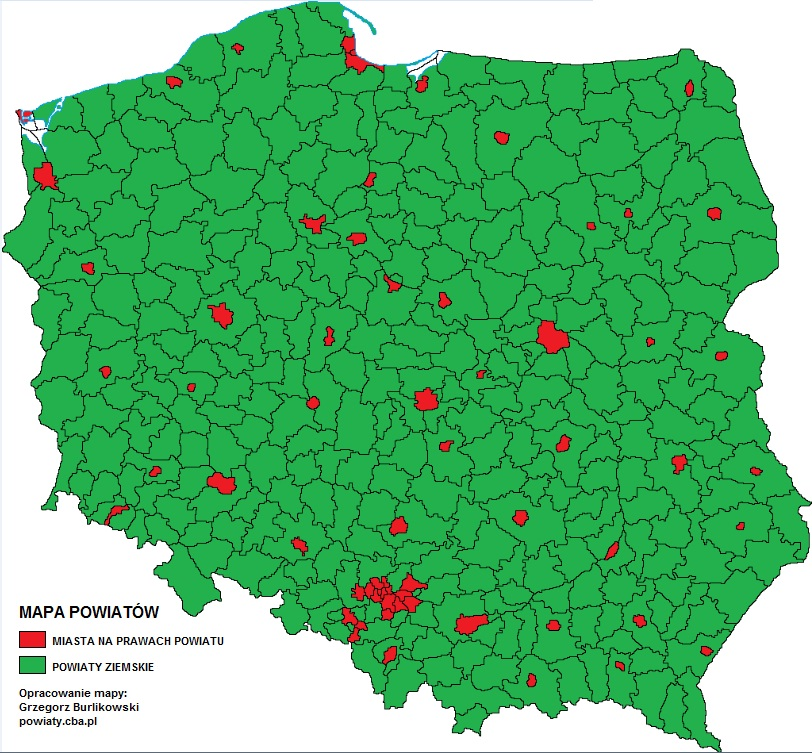 MAPA POWIATÓW
MIASTA NA PRAWACH POWIATU
POWIATY ZIEMSKIE
Opracowanie mapy:
Grzegorz Burlikowski
powiaty.cba.pl